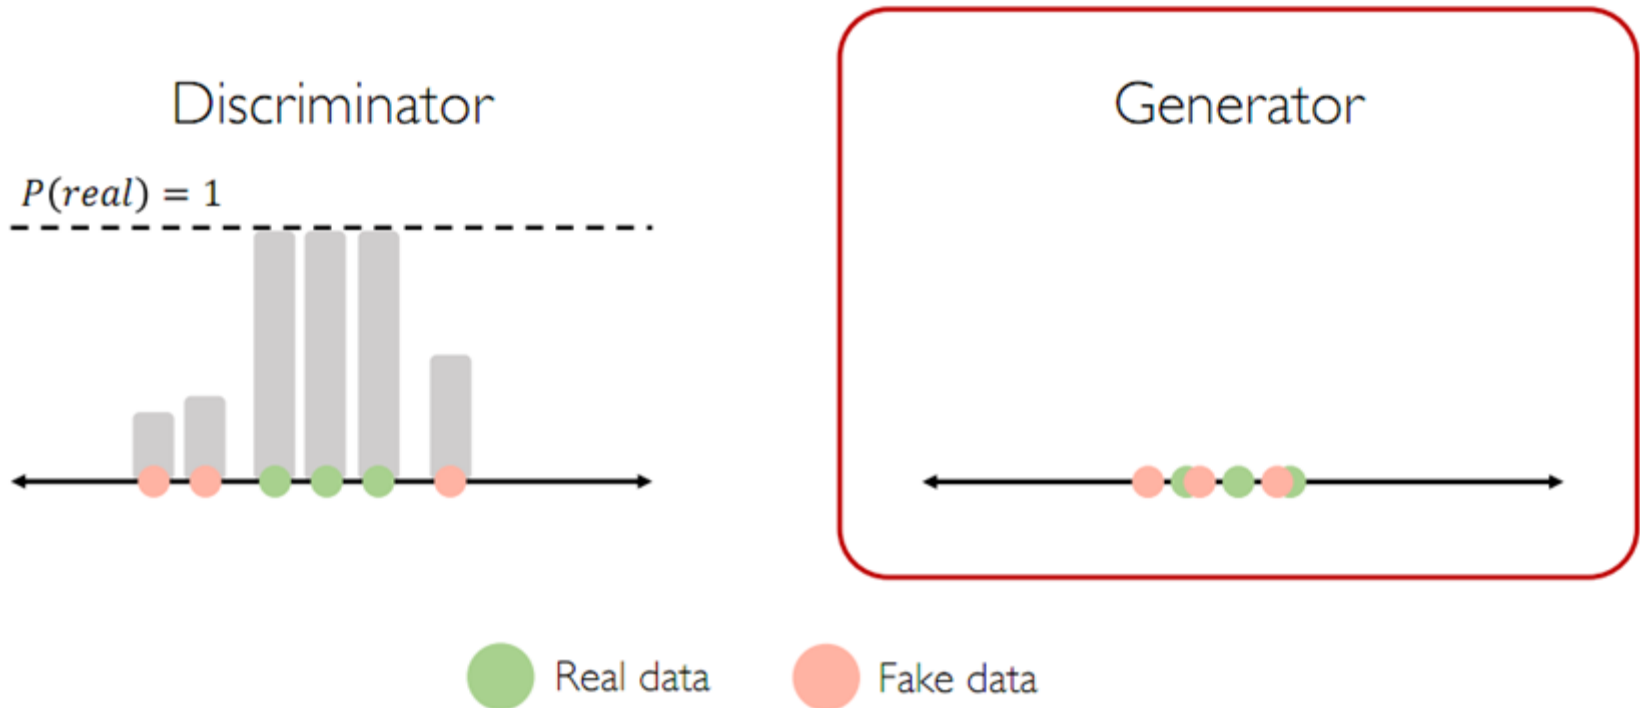 Discriminator
Generator
P(real) = 1
Real data
Fake data